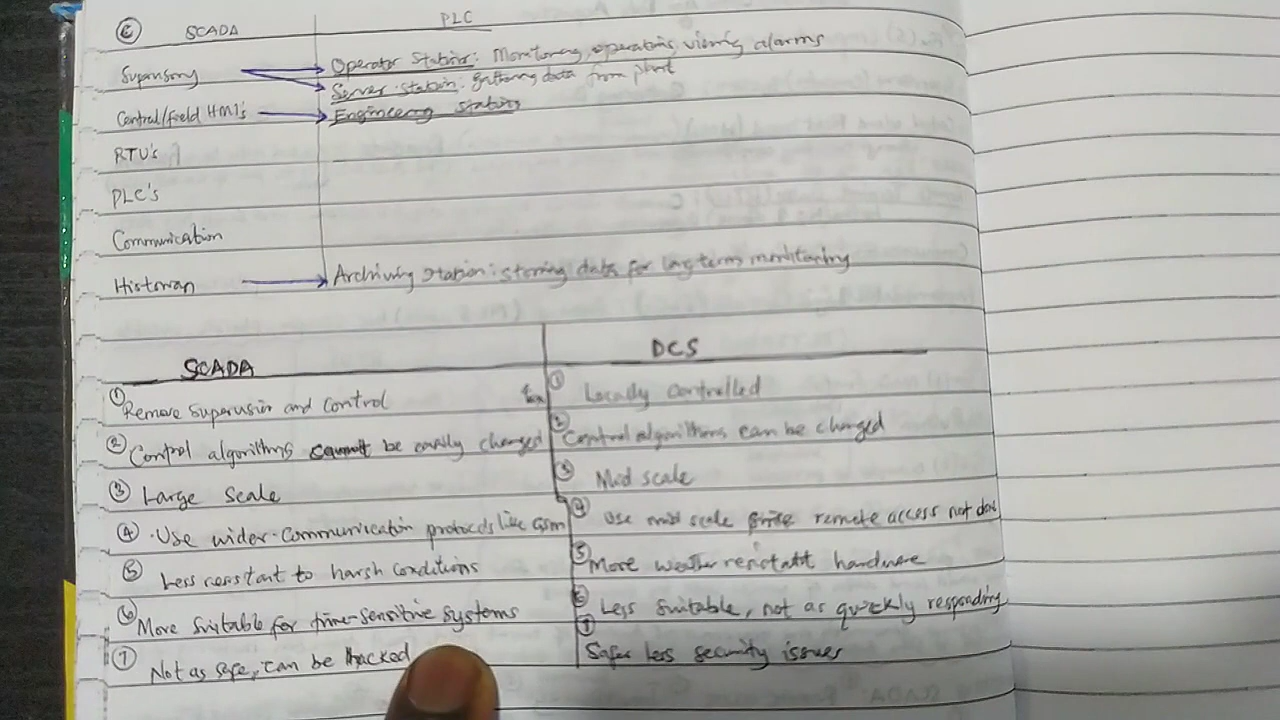 C SCADA PLC
Supervisory Operator Station: Monitoring, operations, viewing alarms
Server Station: gathering data from plant
Central/field HMI's Engineering station
RTU's
PLC's
Communication
Historian Archiving station: storing data for long term monitoring
SCADA DCS
① Remove Supervision and Control ① Locally controlled
② Control algorithms cannot be easily changed ② Control algorithms can be changed
③ Large Scale ③ Mid scale
④ Use wider communication protocols like GSM ④ Use mid scale since remote access not done
⑤ Less resistant to harsh conditions ⑤ More weather resistant hardware
⑥ More suitable for time-sensitive systems ⑥ Less suitable, not as quickly responding
⑦ Not as safe, can be hacked ⑦ Safer less security issues